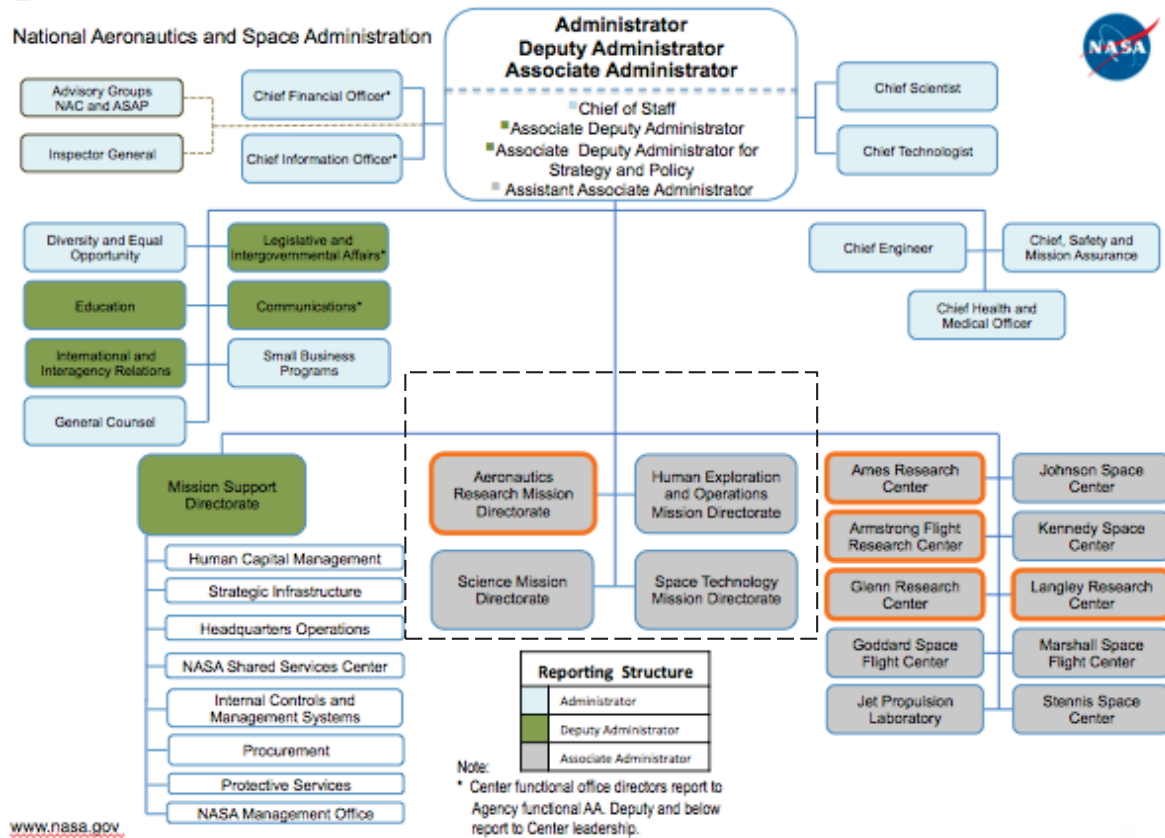 National Aeronautics and Space Administration
Administrator
Deputy Administrator
Associate Administrator
Chief of Staff
Associate Deputy Administrator
Associate Deputy Administrator for
Strategy and Policy
Assistant Associate Administrator
NASA
Advisory Groups
NAC and ASAP
Inspector General
Chief Financial Officer*
Chief Information Officer*
Chief Scientist
Chief Technologist
Diversity and Equal
Opportunity
Legislative and
Intergovernmental Affairs*
Education
Communications*
International and
Interagency Relations
Small Business
Programs
General Counsel
Chief Engineer
Chief, Safety and
Mission Assurance
Chief Health and
Medical Officer
Mission Support
Directorate
Human Capital Management
Strategic Infrastructure
Headquarters Operations
NASA Shared Services Center
Internal Controls and
Management Systems
Procurement
Protective Services
NASA Management Office
Aeronautics
Research Mission
Directorate
Human Exploration
and Operations
Mission Directorate
Science Mission
Directorate
Space Technology
Mission Directorate
Ames Research
Center
Johnson Space
Center
Armstrong Flight
Research Center
Kennedy Space
Center
Glenn Research
Center
Langley Research
Center
Goddard Space
Flight Center
Marshall Space
Flight Center
Jet Propulsion
Laboratory
Stennis Space
Center
Reporting Structure
Administrator
Deputy Administrator
Associate Administrator
Note:
* Center functional office directors report to
Agency functional AA. Deputy and below
report to Center leadership.
www.nasa.gov